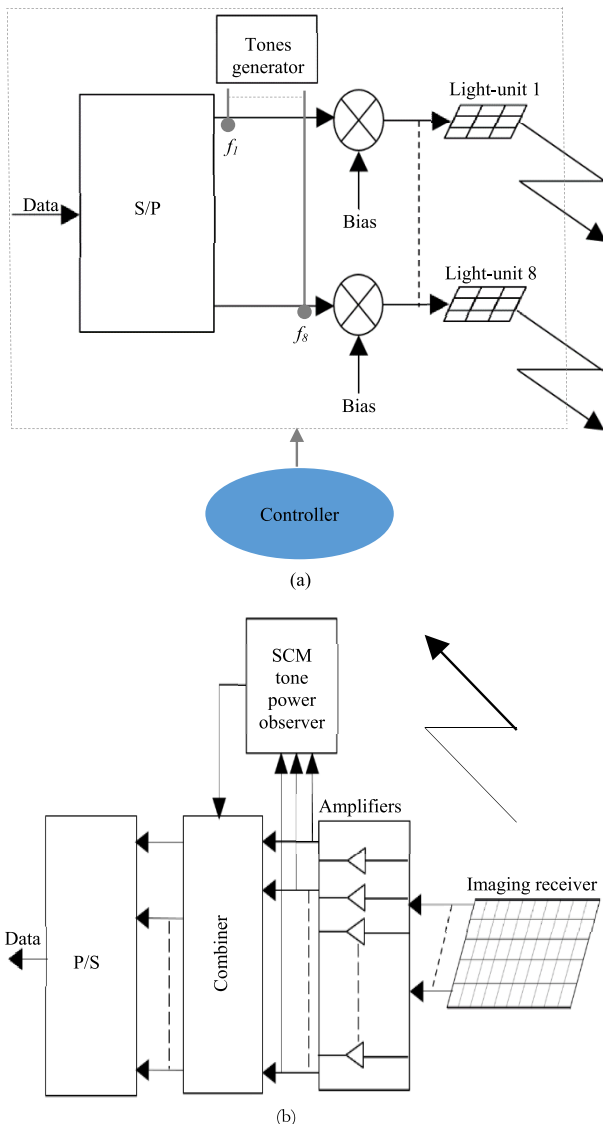 Tones
generator
Light-unit 1
f1
Data
S/P
Bias
Light-unit 8
f8
Bias
Controller
(a)
SCM
tone
power
observer
Amplifiers
Imaging receiver
Data
P/S
Combiner
(b)